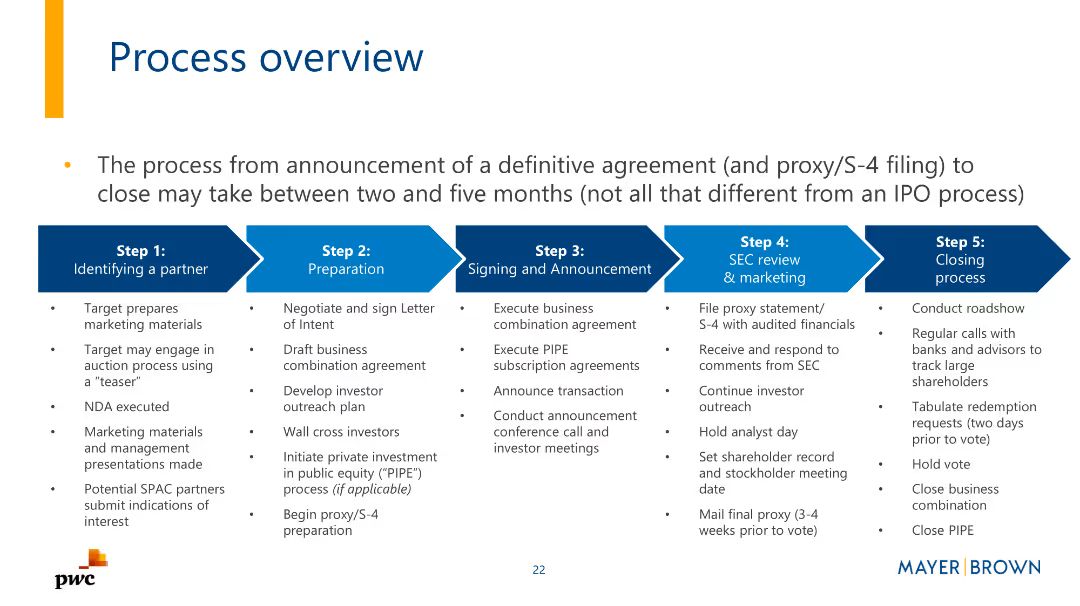 Process overview
• The process from announcement of a definitive agreement (and proxy/S-4 filing) to
close may take between two and five months (not all that different from an IPO process)
Step 1:
Identifying a partner
• Target prepares
marketing materials
• Target may engage in
auction process using
a “teaser”
• NDA executed
• Marketing materials
and management
presentations made
• Potential SPAC partners
submit indications of
interest
Step 2:
Preparation
• Negotiate and sign Letter
of Intent
• Draft business
combination agreement
• Develop investor
outreach plan
• Wall cross investors
• Initiate private investment
in public equity (“PIPE”)
process (if applicable)
• Begin proxy/S-4
preparation
Step 3:
Signing and Announcement
• Execute business
combination agreement
• Execute PIPE
subscription agreements
• Announce transaction
• Conduct announcement
conference call and
investor meetings
Step 4:
SEC review
& marketing
• File proxy statement/
S-4 with audited financials
• Receive and respond to
comments from SEC
• Continue investor
outreach
• Hold analyst day
• Set shareholder record
and stockholder meeting
date
• Mail final proxy (3-4
weeks prior to vote)
Step 5:
Closing
process
• Conduct roadshow
• Regular calls with
banks and advisors to
track large
shareholders
• Tabulate redemption
requests (two days
prior to vote)
• Hold vote
• Close business
combination
• Close PIPE
pwc
22
MAYER|BROWN